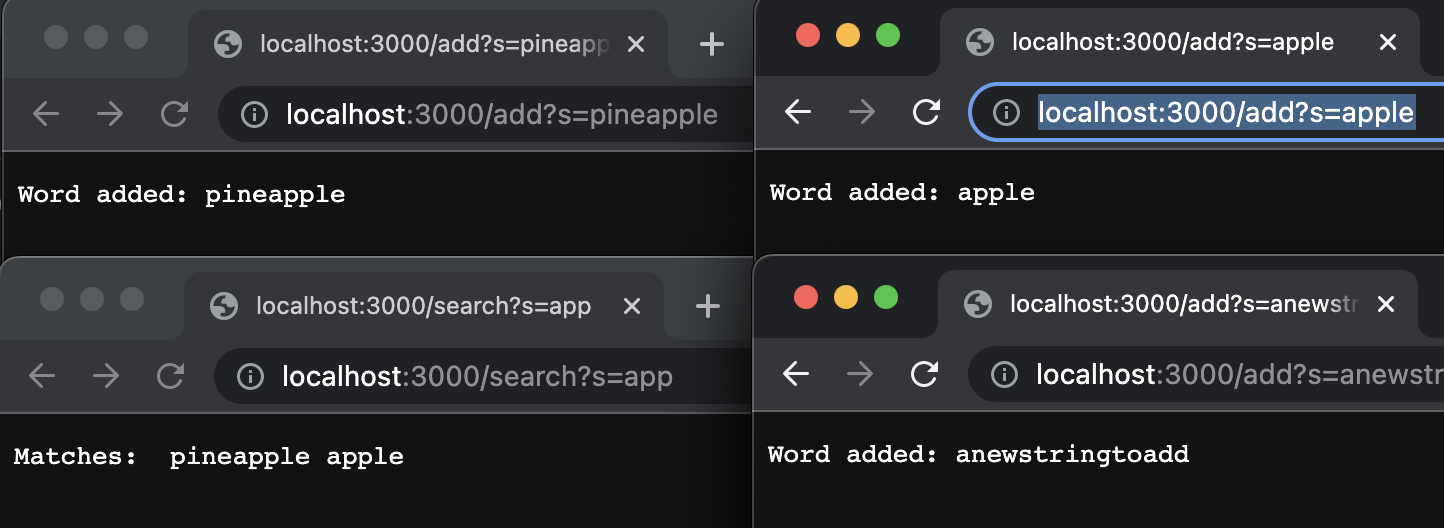 localhost:3000/add?s=pineapp
localhost:3000/add?s=pineapple
Word added: pineapple
localhost:3000/add?s=apple
localhost:3000/add?s=apple
Word added: apple
localhost:3000/search?s=app
localhost:3000/search?s=app
Matches:  pineapple apple
localhost:3000/add?s=anewstr
localhost:3000/add?s=anewstr
Word added: anewstringtoadd